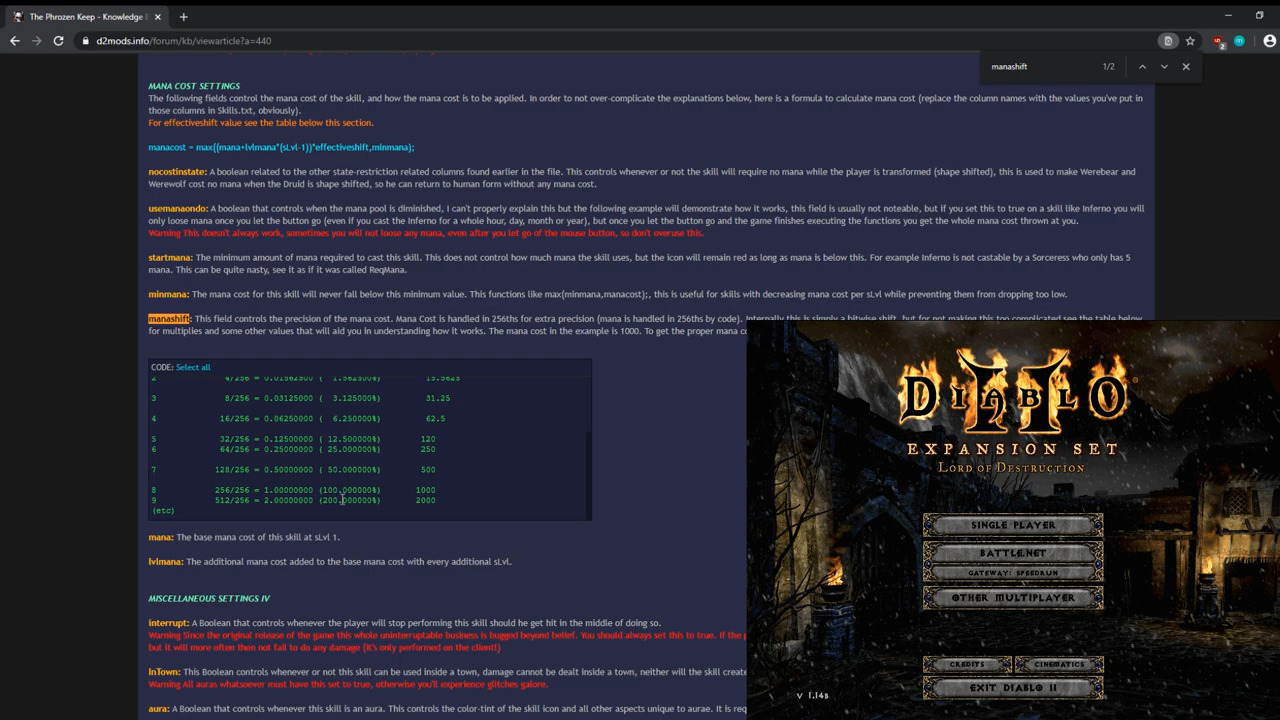 The Phrozen Keep - Knowledge
d2mods.info/forum/kb/viewarticle?a=440
manashift 1/2
2
MANA COST SETTINGS
The following fields control the mana cost of the skill, and how the mana cost is to be applied. In order to not over-complicate the explanations below, here is a formula to calculate mana cost (replace the column names with the values you've put in
those columns in Skills.txt, obviously).
For effectiveshift value see the table below this section.
manacost = max((mana+lvlmana*(sLvl-1))*effectiveshift,minmana);
nocostinstate: A boolean related to the other state-restriction related columns found earlier in the file. This controls whenever or not the skill will require no mana while the player is transformed (shape shifted), this is used to make Werebear and
Werewolf cost no mana when the Druid is shape shifted, so he can return to human form without any mana cost.
usemanaondo: A boolean that controls when the mana pool is diminished, I can't properly explain this but the following example will demonstrate how it works, this field is usually not noteable, but if you set this to true on a skill like Inferno you will
only loose mana once you let the button go (even if you cast the Inferno for a whole hour, day, month or year), but once you let the button go and the game finishes executing the functions you get the whole mana cost thrown at you.
Warning This doesn't always work, sometimes you will not loose any mana, even after you let go of the mouse button, so don't overuse this.
startmana: The minimum amount of mana required to cast this skill. This does not control how much mana the skill uses, but the icon will remain red as long as mana is below this. For example Inferno is not castable by a Sorceress who only has 5
mana. This can be quite nasty, see it as if it was called ReqMana.
minmana: The mana cost for this skill will never fall below this minimum value. This functions like max(minmana,manacost);, this is useful for skills with decreasing mana cost per sLvl while preventing them from dropping too low.
manashift: This field controls the precision of the mana cost. Mana Cost is handled in 256ths for extra precision (mana is handled in 256ths by code). Internally this is simply a bitwise shift, but for not making this too complicated see the table below
for multiplies and some other values that will aid you in understanding how it works. The mana cost in the example is 1000. To get the proper mana co
CODE: Select all
2 4/256 = 0.01562500 ( 1.562500%) 15.5625
3 8/256 = 0.03125000 ( 3.125000%) 31.25
4 16/256 = 0.06250000 ( 6.250000%) 62.5
5 32/256 = 0.12500000 ( 12.500000%) 120
6 64/256 = 0.25000000 ( 25.000000%) 250
7 128/256 = 0.50000000 ( 50.000000%) 500
8 256/256 = 1.00000000 (100.000000%) 1000
9 512/256 = 2.00000000 (200.000000%) 2000
(etc)
mana: The base mana cost of this skill at sLvl 1.
lvlmana: The additional mana cost added to the base mana cost with every additional sLvl.
MISCELLANEOUS SETTINGS IV
interrupt: A Boolean that controls whenever the player will stop performing this skill should he get hit in the middle of doing so.
Warning Since the original release of the game this whole uninterruptable business is bugged beyond belief. You should always set this to true. If the p
but it will more often then not fail to do any damage (it's only performed on the client!)
InTown: This Boolean controls whenever or not this skill can be used inside a town, damage cannot be dealt inside a town, neither will the skill create
Warning All auras whatsoever must have this set to true, otherwise you'll experience glitches galore.
aura: A Boolean that controls whenever this skill is an aura. This controls the color-tint of the skill icon and all other aspects unique to aurae. It is req
DIABLO
II
EXPANSION SET
LORD OF DESTRUCTION
SINGLE PLAYER
BATTLE.NET
GATEWAY: SPEEDRUN
OTHER MULTIPLAYER
CREDITS
CINEMATICS
EXIT DIABLO II
V 1.14B